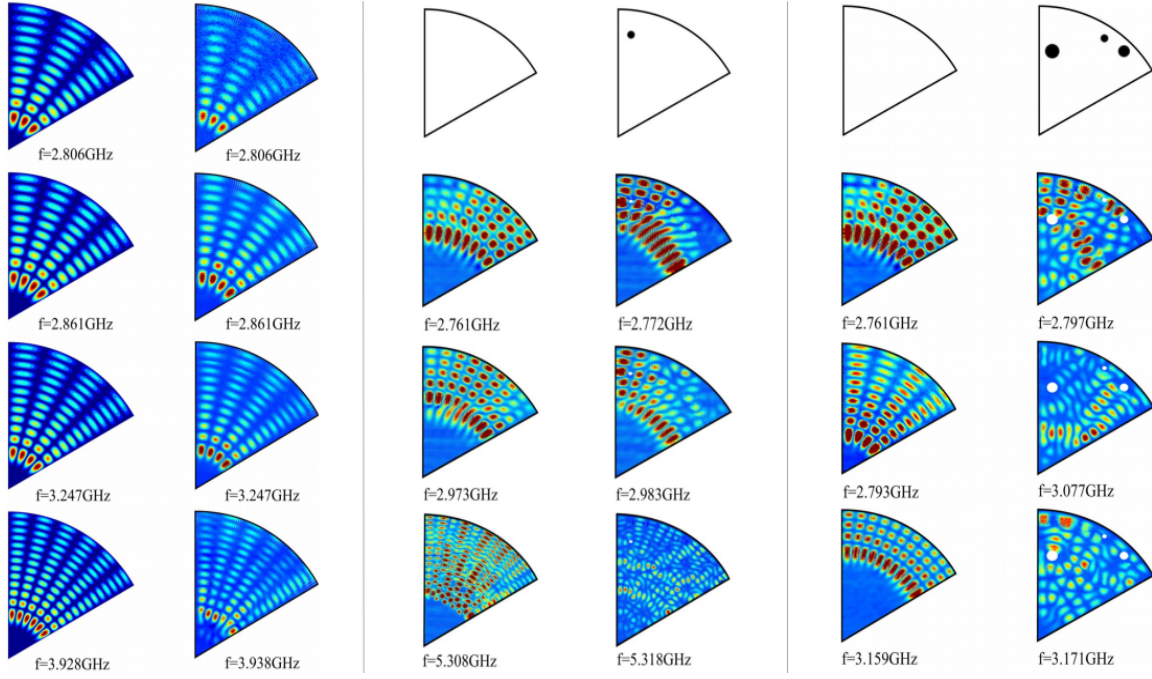 f=2.806GHz
f=2.806GHz
f=2.861GHz
f=2.861GHz
f=2.761GHz
f=2.772GHz
f=2.761GHz
f=2.797GHz
f=3.247GHz
f=3.247GHz
f=2.973GHz
f=2.983GHz
f=2.793GHz
f=3.077GHz
f=3.928GHz
f=3.938GHz
f=5.308GHz
f=5.318GHz
f=3.159GHz
f=3.171GHz